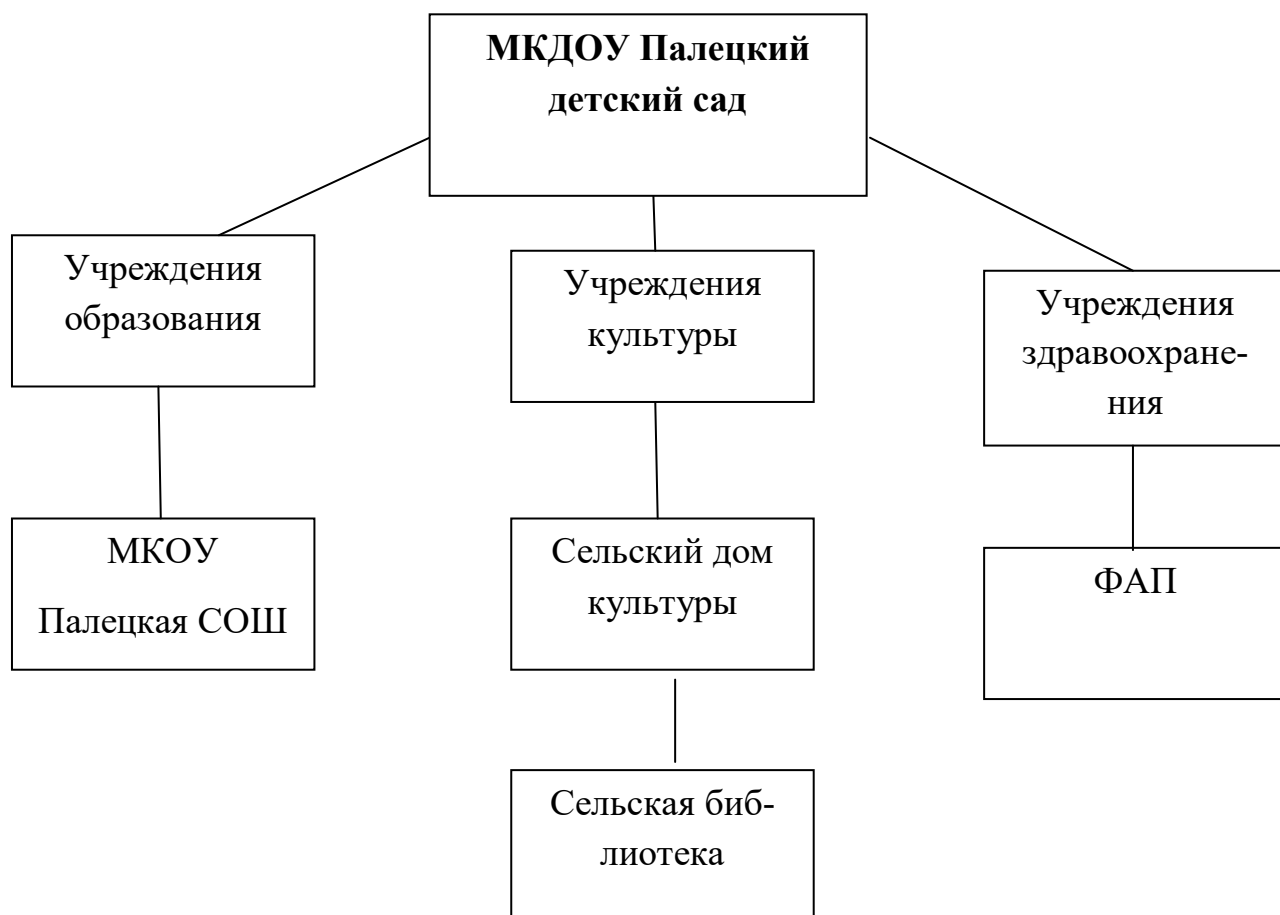 МКДОУ Палецкий
детский сад
Учреждения
образования
Учреждения
культуры
Учреждения
здравоохране-
ния
МКОУ
Палецкая СОШ
Сельский дом
культуры
ФАП
Сельская биб-
лиотека